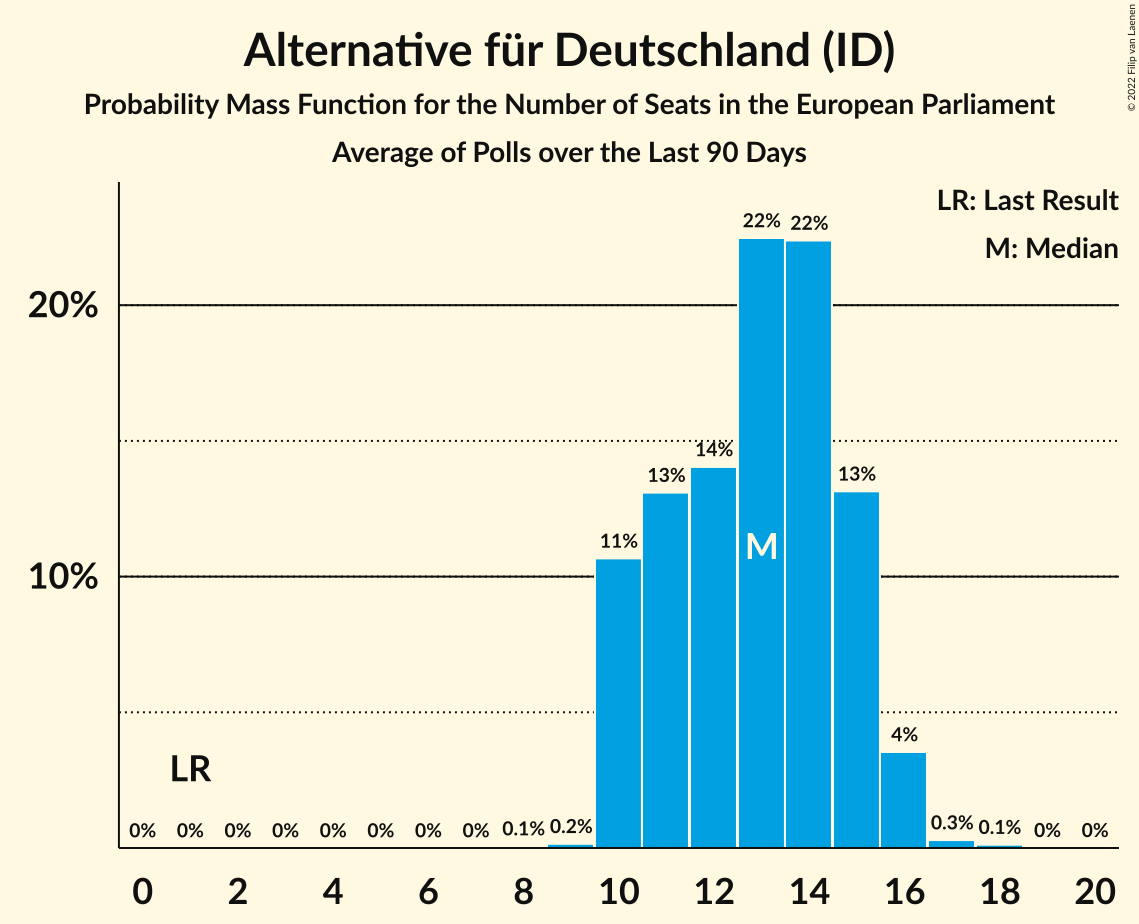 Alternative für Deutschland (ID)
Probability Mass Function for the Number of Seats in the European Parliament
Average of Polls over the Last 90 Days
© 2022 Filip van Laenen
LR: Last Result
M: Median
22% 22%
20%
14%
13% 13%
11%
M
10%
4%
LR
0% 0% 0% 0% 0% 0% 0% 0% 0.1% 0.2% 0.3% 0.1% 0% 0%
0 2 4 6 8 10 12 14 16 18 20